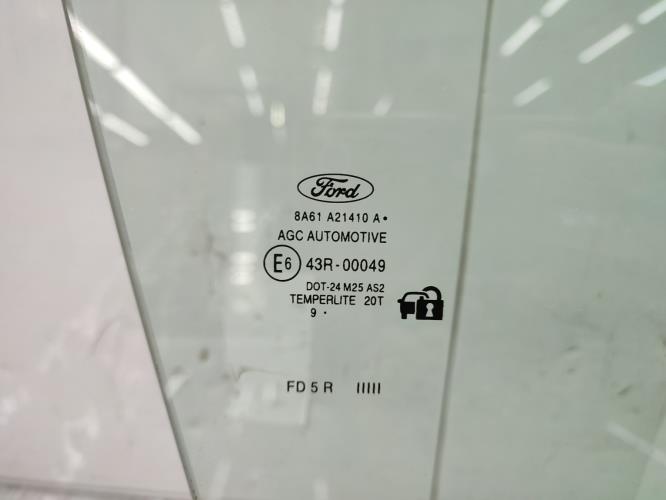 Ford
8A61 A21410 A •
AGC AUTOMOTIVE
E6 43R-00049
DOT-24 M25 AS2
TEMPERLITE 20T
9 •
FD 5 R IIIII